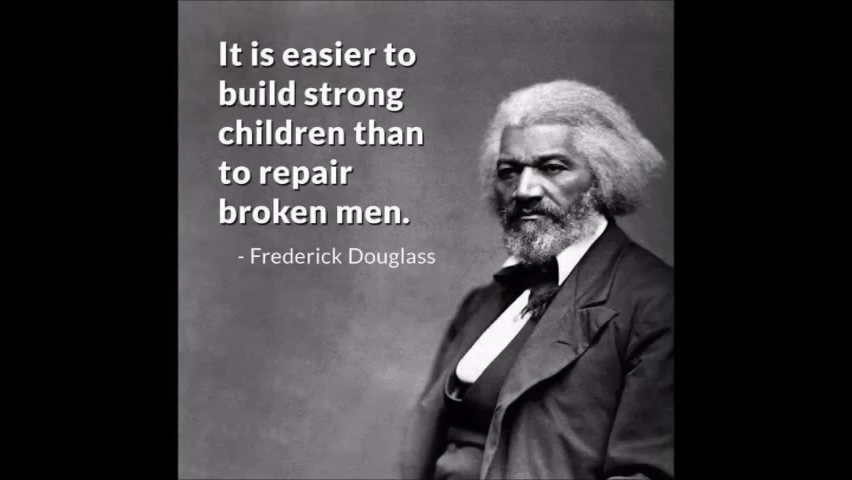 It is easier to
build strong
children than
to repair
broken men.
- Frederick Douglass